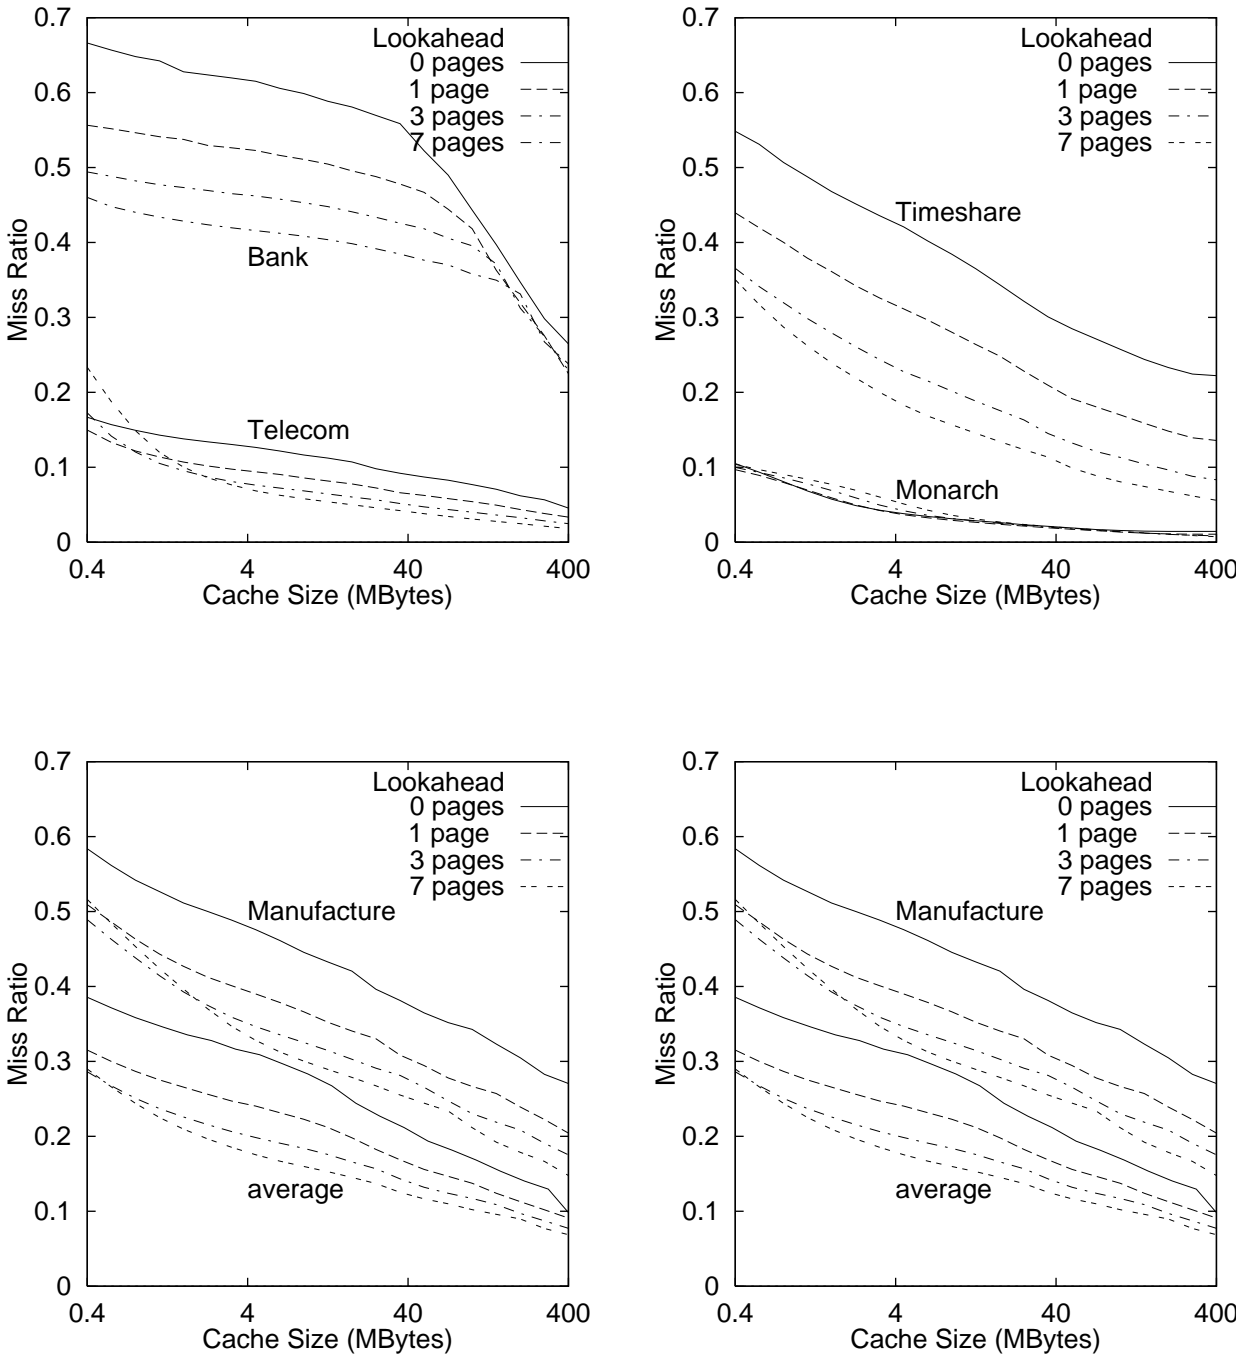 0.7
0.6
0.5
0.4
0.3
0.2
0.1
0
Miss Ratio
Lookahead
0 pages
1 page
3 pages
7 pages
Bank
Telecom
0.4 4 40 400
Cache Size (MBytes)
0.7
0.6
0.5
0.4
0.3
0.2
0.1
0
Miss Ratio
Lookahead
0 pages
1 page
3 pages
7 pages
Timeshare
Monarch
0.4 4 40 400
Cache Size (MBytes)
0.7
0.6
0.5
0.4
0.3
0.2
0.1
0
Miss Ratio
Lookahead
0 pages
1 page
3 pages
7 pages
Manufacture
average
0.4 4 40 400
Cache Size (MBytes)
0.7
0.6
0.5
0.4
0.3
0.2
0.1
0
Miss Ratio
Lookahead
0 pages
1 page
3 pages
7 pages
Manufacture
average
0.4 4 40 400
Cache Size (MBytes)